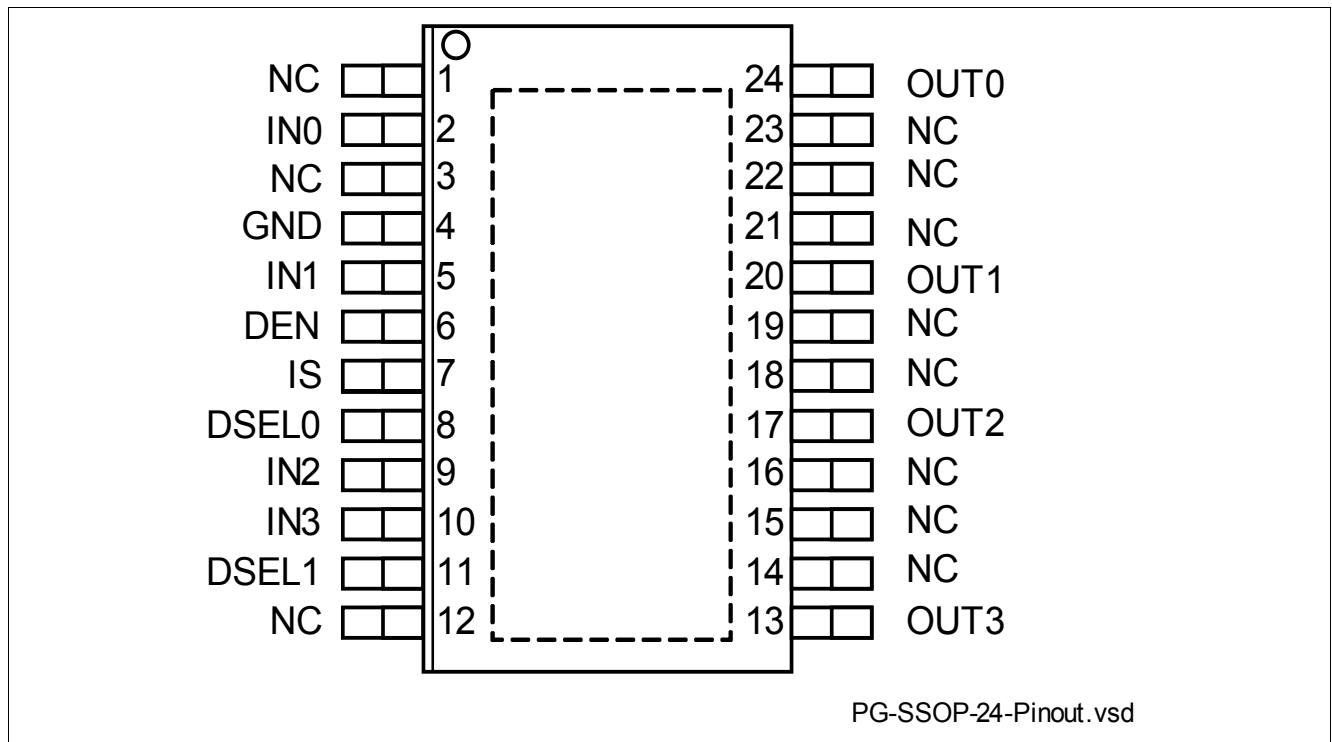 NC 1 24 OUT0
IN0 2 23 NC
NC 3 22 NC
GND 4 21 NC
IN1 5 20 OUT1
DEN 6 19 NC
IS 7 18 NC
DSEL0 8 17 OUT2
IN2 9 16 NC
IN3 10 15 NC
DSEL1 11 14 NC
NC 12 13 OUT3
PG-SSOP-24-Pinout.vsd